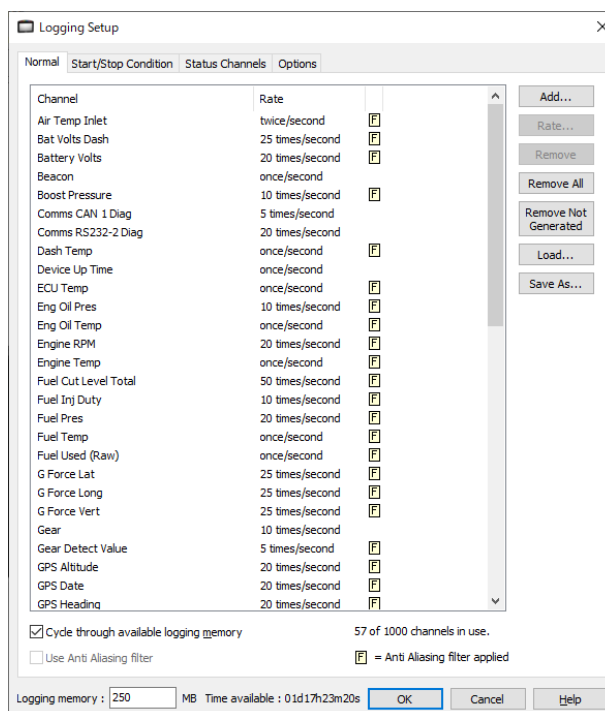 Logging Setup
Normal Start/Stop Condition Status Channels Options
Channel Rate
Air Temp Inlet twice/second F
Bat Volts Dash 25 times/second F
Battery Volts 20 times/second F
Beacon once/second
Boost Pressure 10 times/second F
Comms CAN 1 Diag 5 times/second
Comms RS232-2 Diag 20 times/second
Dash Temp once/second F
Device Up Time once/second
ECU Temp once/second F
Eng Oil Pres 10 times/second F
Eng Oil Temp once/second F
Engine RPM 20 times/second F
Engine Temp once/second F
Fuel Cut Level Total 50 times/second F
Fuel Inj Duty 10 times/second F
Fuel Pres 20 times/second F
Fuel Temp once/second F
Fuel Used (Raw) once/second F
G Force Lat 25 times/second F
G Force Long 25 times/second F
G Force Vert 25 times/second F
Gear 10 times/second
Gear Detect Value 5 times/second F
GPS Altitude 20 times/second F
GPS Date 20 times/second F
GPS Heading 20 times/second F
Add...
Rate...
Remove
Remove All
Remove Not
Generated
Load...
Save As...
Cycle through available logging memory 57 of 1000 channels in use.
Use Anti Aliasing filter F = Anti Aliasing filter applied
Logging memory : 250 MB Time available : 01d17h23m20s OK Cancel Help